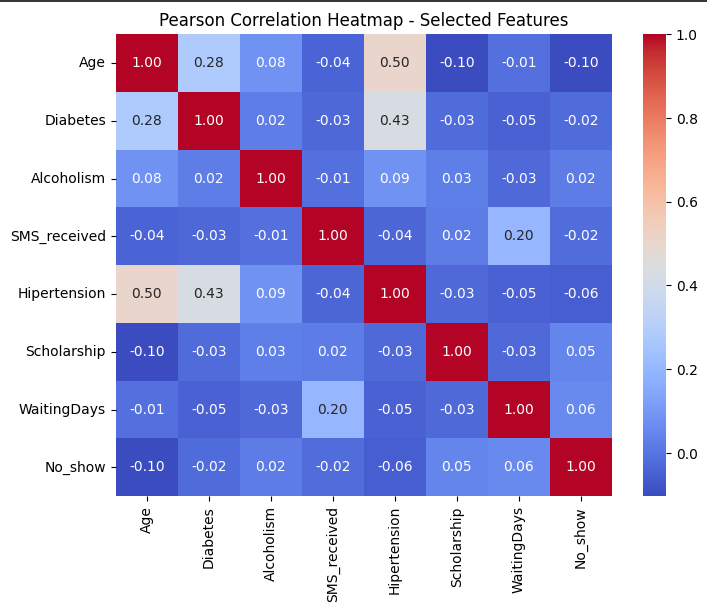 Pearson Correlation Heatmap - Selected Features
Age 1.00 0.28 0.08 -0.04 0.50 -0.10 -0.01 -0.10
Diabetes 0.28 1.00 0.02 -0.03 0.43 -0.03 -0.05 -0.02
Alcoholism 0.08 0.02 1.00 -0.01 0.09 0.03 -0.03 0.02
SMS_received -0.04 -0.03 -0.01 1.00 -0.04 0.02 0.20 -0.02
Hipertension 0.50 0.43 0.09 -0.04 1.00 -0.03 -0.05 -0.06
Scholarship -0.10 -0.03 0.03 0.02 -0.03 1.00 -0.03 0.05
WaitingDays -0.01 -0.05 -0.03 0.20 -0.05 -0.03 1.00 0.06
No_show -0.10 -0.02 0.02 -0.02 -0.06 0.05 0.06 1.00
Age
Diabetes
Alcoholism
SMS_received
Hipertension
Scholarship
WaitingDays
No_show
1.0
0.8
0.6
0.4
0.2
0.0